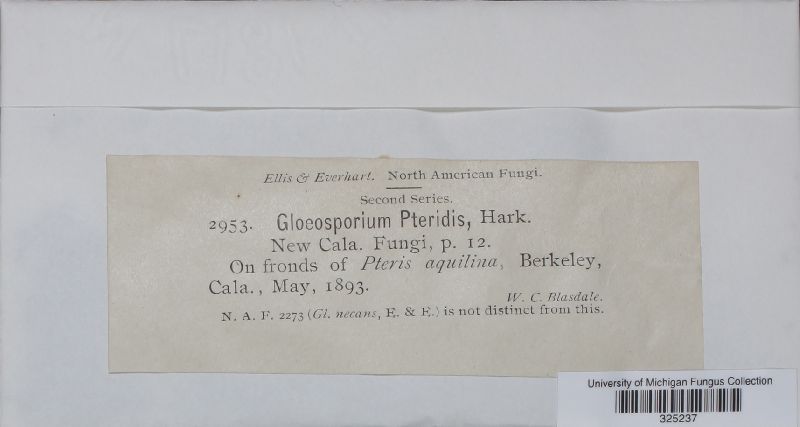 Ellis & Everhart. North American Fungi.
Second Series.
2953. Gloeosporium Pteridis, Hark.
New Cala. Fungi, p. 12.
On fronds of Pteris aquilina, Berkeley,
Cala., May, 1893.
W. C. Blasdale.
N. A. F. 2273 (Gl. necans, E. & E.) is not distinct from this.
University of Michigan Fungus Collection
325237